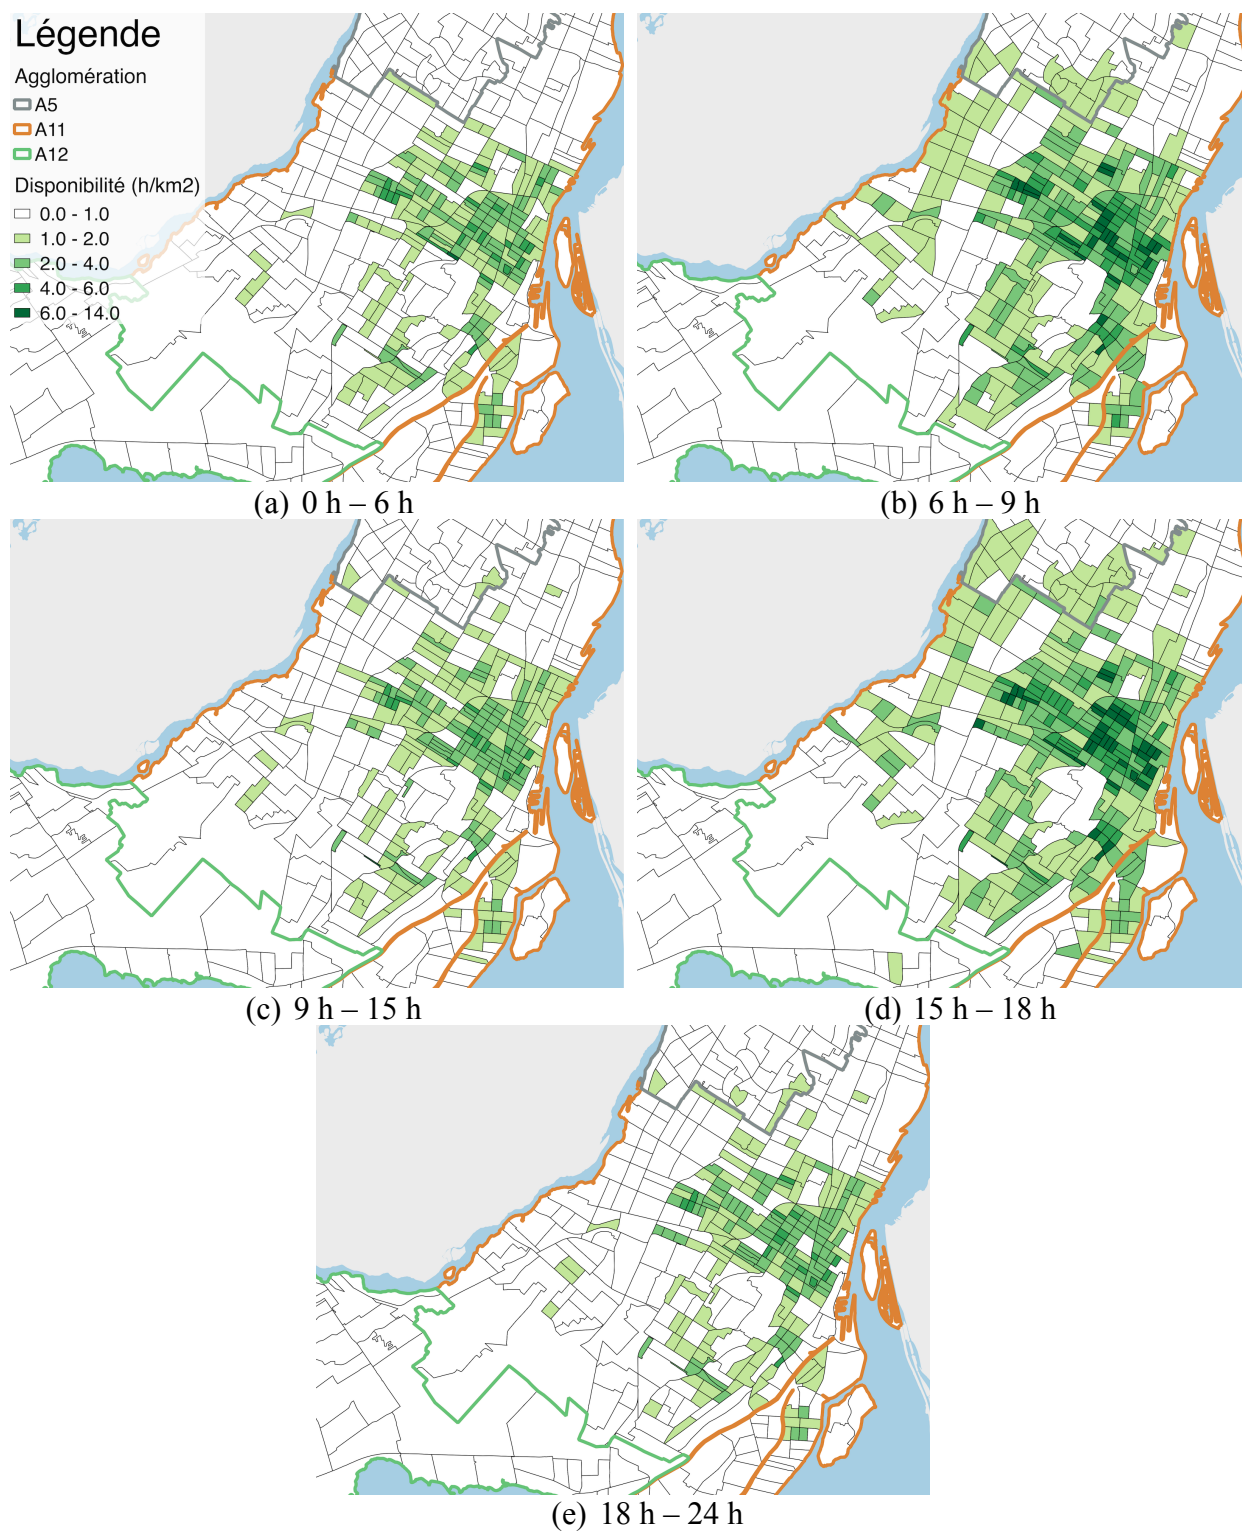 Légende
Agglomération
A5
A11
A12
Disponibilité (h/km2)
0.0 - 1.0
1.0 - 2.0
2.0 - 4.0
4.0 - 6.0
6.0 - 14.0
(a) 0 h – 6 h
(b) 6 h – 9 h
(c) 9 h – 15 h
(d) 15 h – 18 h
(e) 18 h – 24 h